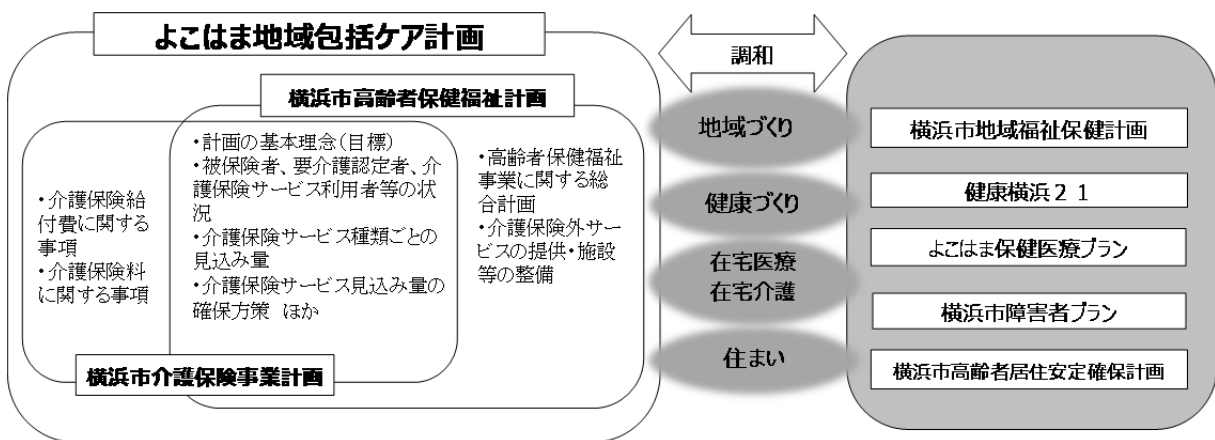 よこはま地域包括ケア計画
横浜市高齢者保健福祉計画
・介護保険給
付費に関する
事項
・介護保険料
に関する事項
・計画の基本理念(目標)
・被保険者、要介護認定者、介
護保険サービス利用者等の状
況
・介護保険サービス種類ごとの
見込み量
・介護保険サービス見込み量の
確保方策 ほか
・高齢者保健福祉
事業に関する総
合計画
・介護保険外サー
ビスの提供・施設
等の整備
横浜市介護保険事業計画
調和
地域づくり
健康づくり
在宅医療
在宅介護
住まい
横浜市地域福祉保健計画
健康横浜21
よこはま保健医療プラン
横浜市障害者プラン
横浜市高齢者居住安定確保計画